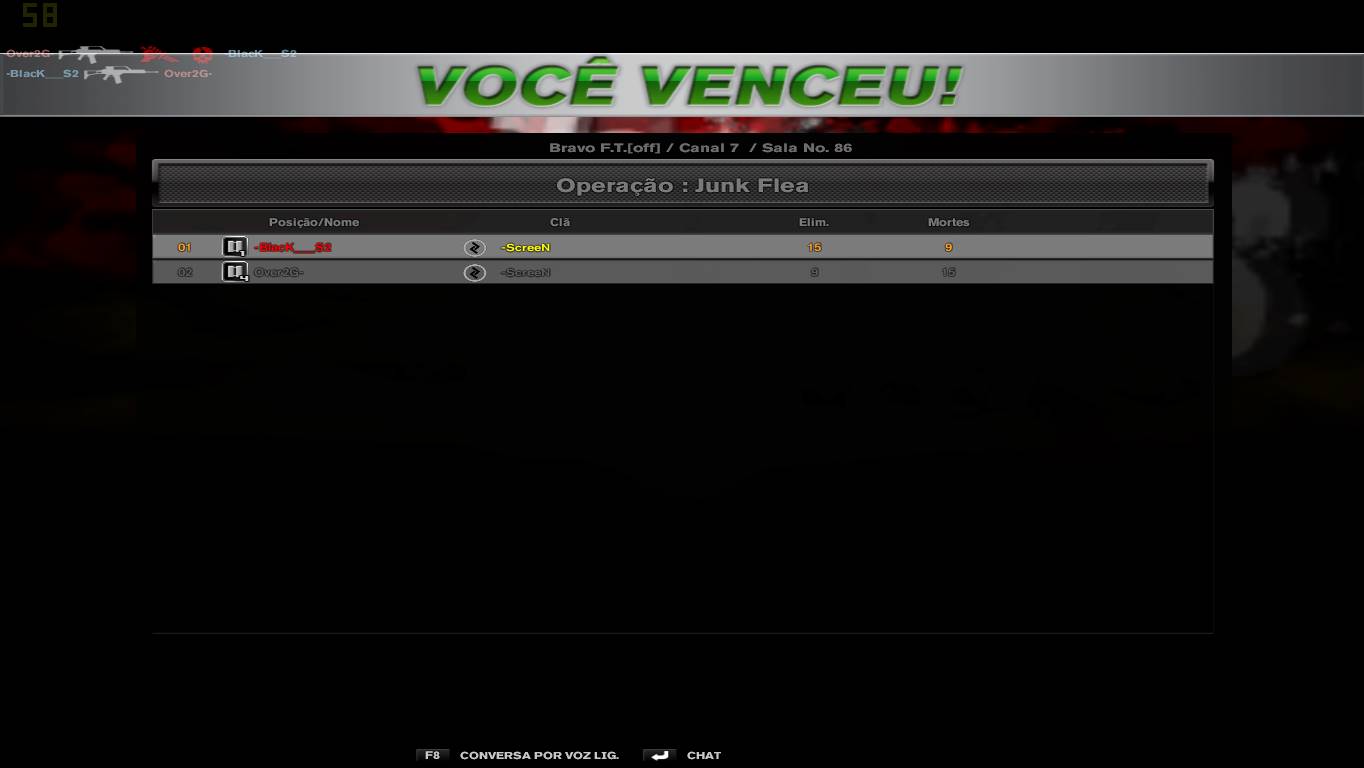 58
Over2G- -BlacK___S2
-BlacK___S2 Over2G-
VOCÊ VENCEU!
Bravo F.T.[off] / Canal 7 / Sala No. 86
Operação : Junk Flea
Posição/Nome Clã Elim. Mortes
01 1 -BlacK___S2 -ScreeN 15 9
02 4 Over2G- -ScreeN 9 15
F8 CONVERSA POR VOZ LIG. CHAT